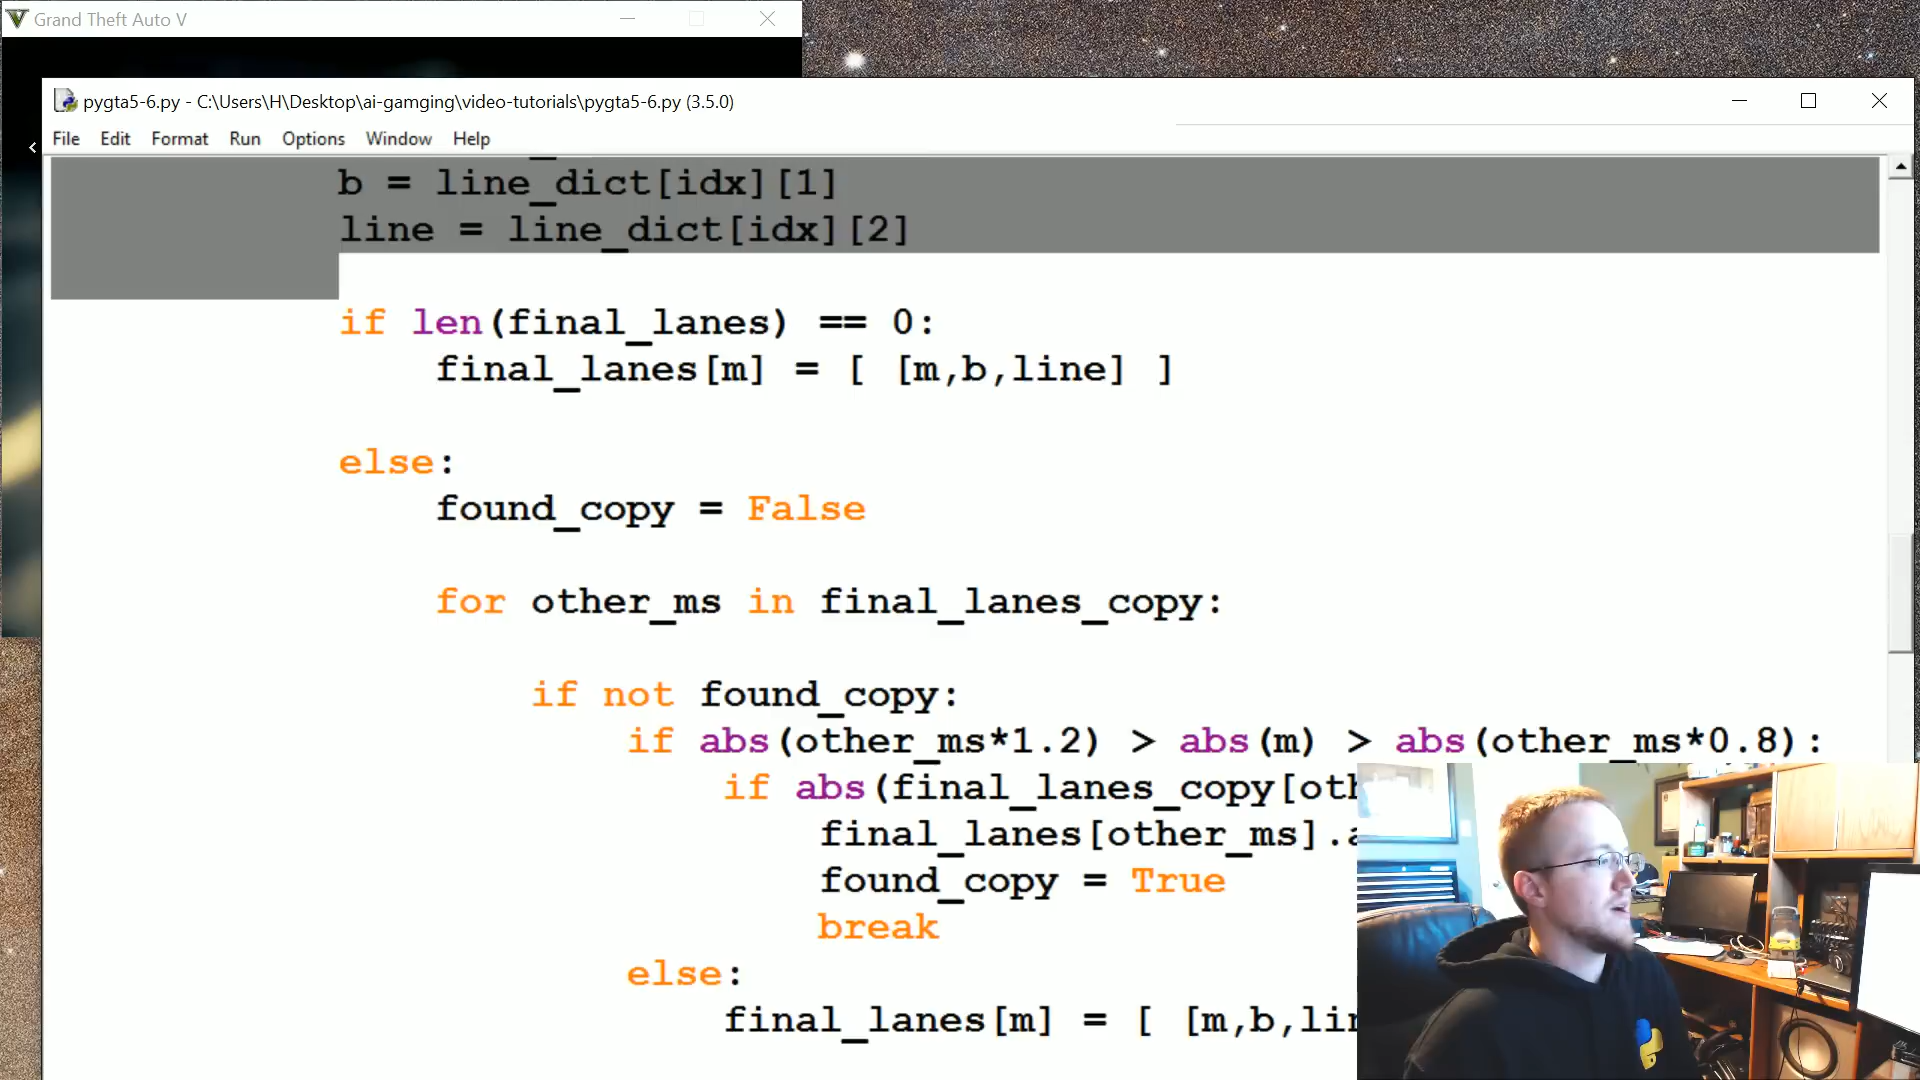 Grand Theft Auto V
pygta5-6.py - C:\Users\H\Desktop\ai-gamging\video-tutorials\pygta5-6.py (3.5.0)
File Edit Format Run Options Window Help
b = line_dict[idx][1]
line = line_dict[idx][2]
if len(final_lanes) == 0:
final_lanes[m] = [ [m,b,line] ]
else:
found_copy = False
for other_ms in final_lanes_copy:
if not found_copy:
if abs(other_ms*1.2) > abs(m) > abs(other_ms*0.8):
if abs(final_lanes_copy[oth
final_lanes[other_ms].a
found_copy = True
break
else:
final_lanes[m] = [ [m,b,lin